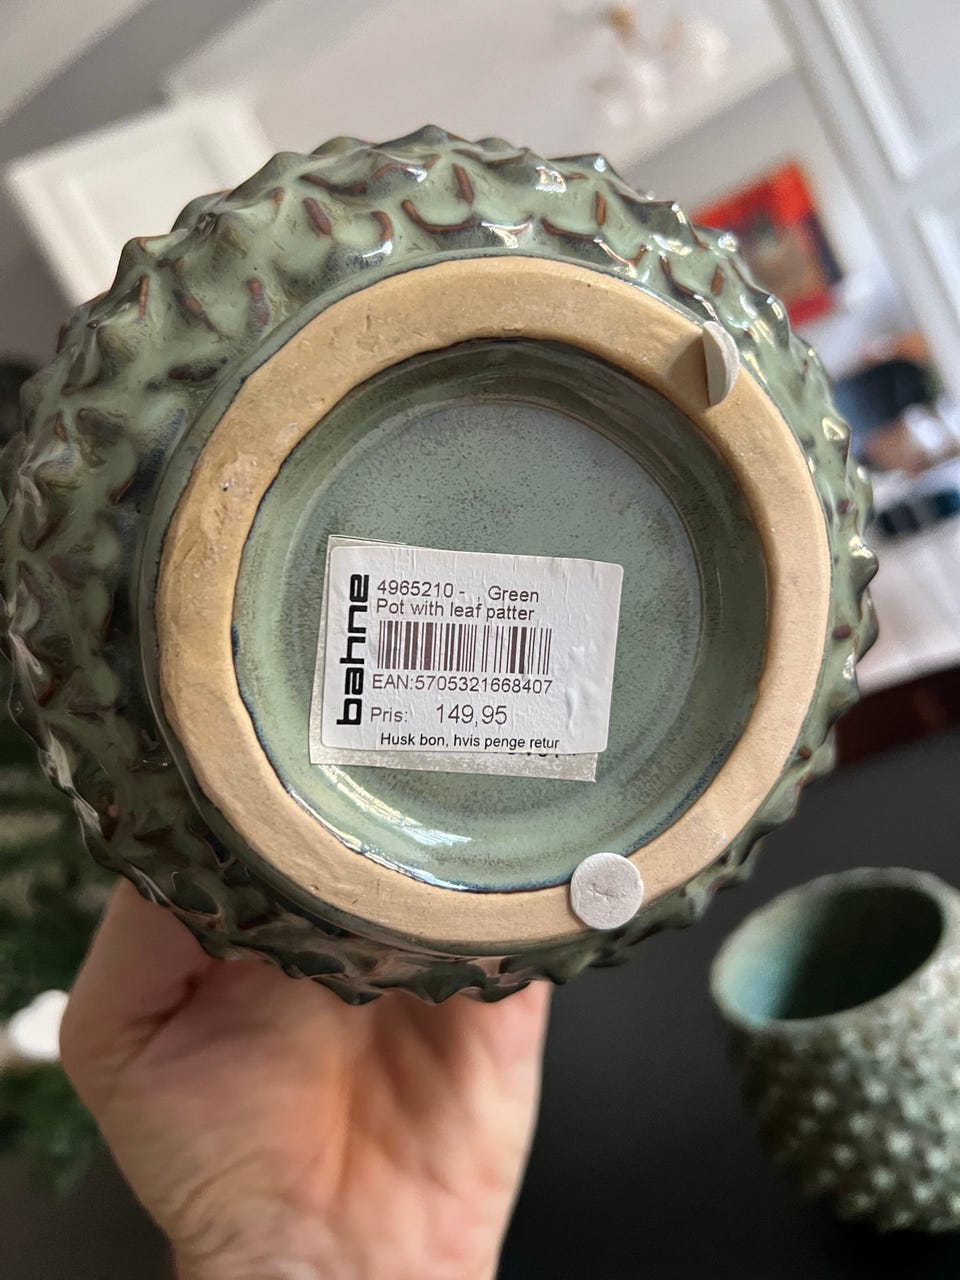 bahne
4965210 - , Green
Pot with leaf patter
EAN:5705321668407
Pris: 149,95
Husk bon, hvis penge retur